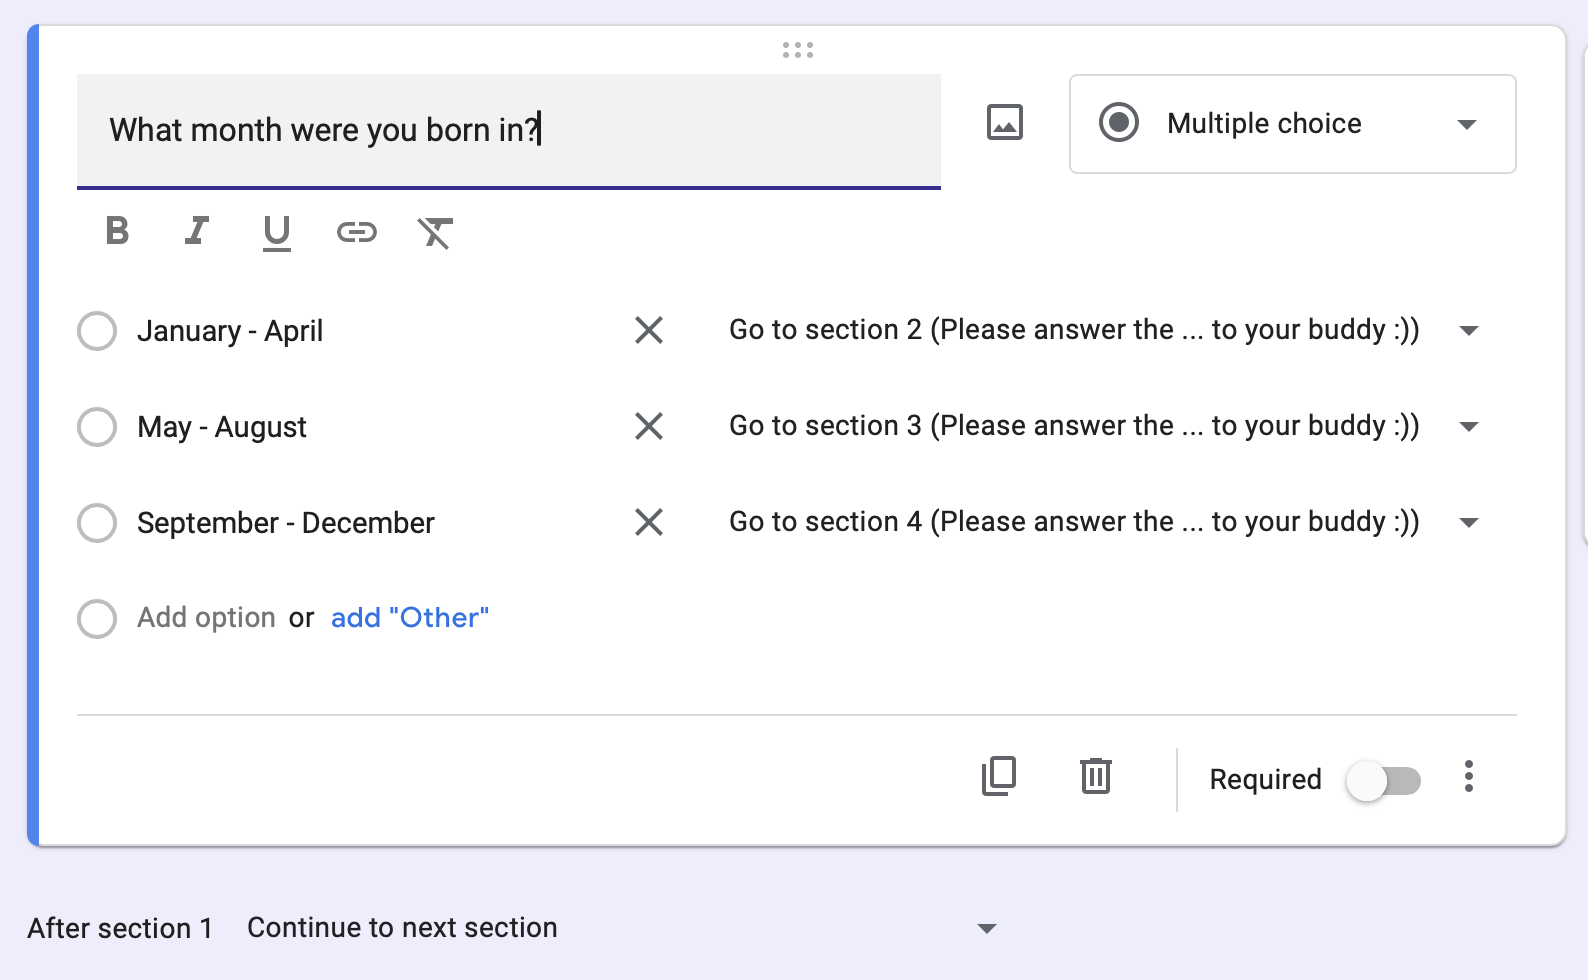 What month were you born in?
Multiple choice
B I U
January - April Go to section 2 (Please answer the ... to your buddy :))
May - August Go to section 3 (Please answer the ... to your buddy :))
September - December Go to section 4 (Please answer the ... to your buddy :))
Add option or add "Other"
Required
After section 1 Continue to next section